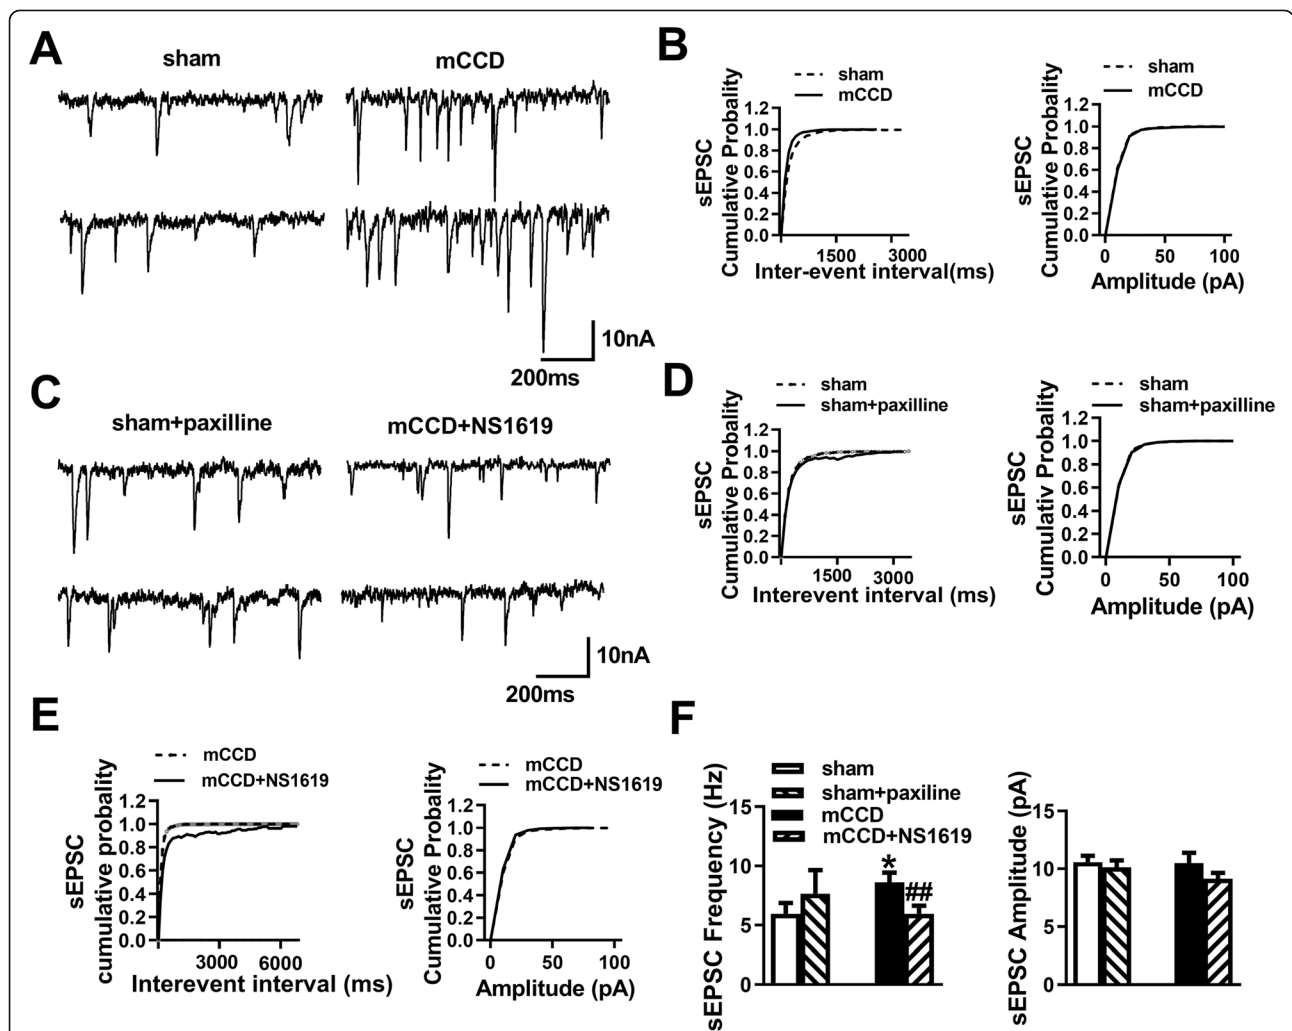 A
sham
mCCD
10nA
200ms
B
sham
mCCD
sEPSC
Cumulative Probality
1.2
1.0
0.8
0.6
0.4
0.2
0.0
1500
3000
Inter-event interval(ms)
sham
mCCD
sEPSC
Cumulative Probality
1.2
1.0
0.8
0.6
0.4
0.2
0.0
0
50
100
Amplitude (pA)
C
sham+paxilline
mCCD+NS1619
10nA
200ms
D
sham
sham+paxilline
sEPSC
Cumulative Probality
1.2
1.0
0.8
0.6
0.4
0.2
0.0
1500
3000
Interevent interval (ms)
sham
sham+paxilline
sEPSC
Cumulativ Probality
1.2
1.0
0.8
0.6
0.4
0.2
0.0
0
50
100
Amplitude (pA)
E
mCCD
mCCD+NS1619
sEPSC
cumulative probality
1.2
1.0
0.8
0.6
0.4
0.2
0.0
3000
6000
Interevent interval (ms)
mCCD
mCCD+NS1619
sEPSC
Cumulative Probality
1.2
1.0
0.8
0.6
0.4
0.2
0.0
0
50
100
Amplitude (pA)
F
sham
sham+paxiline
mCCD
mCCD+NS1619
sEPSC Frequency (Hz)
15
10
5
0
*
##
sEPSC Amplitude (pA)
15
10
5
0